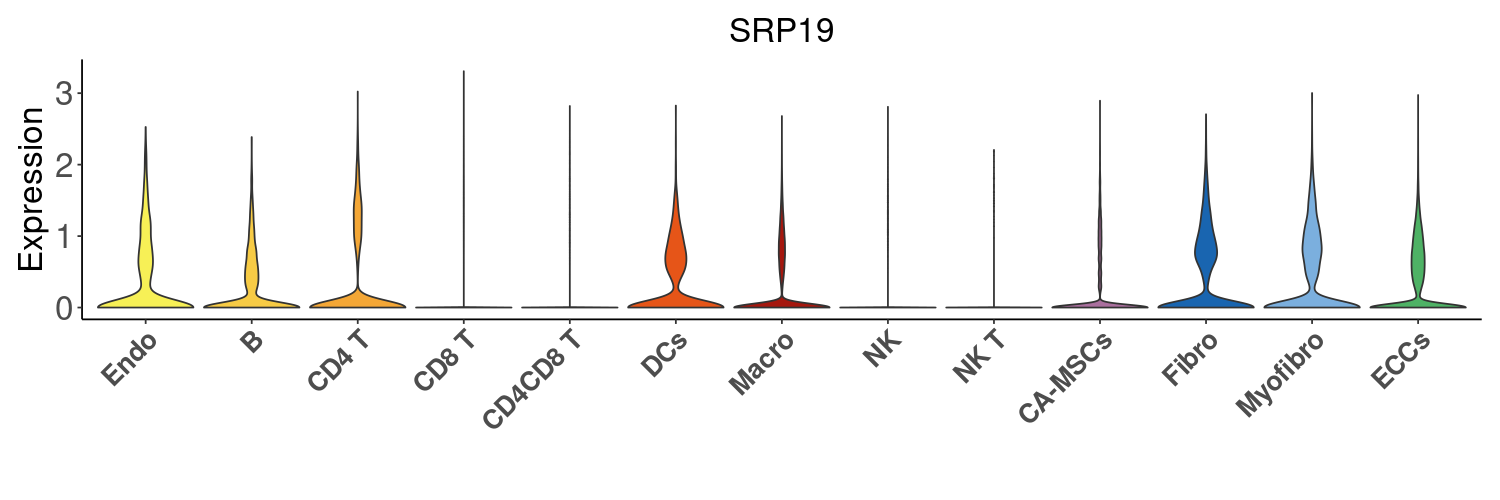 SRP19
Expression
3
2
1
0
Endo
B
CD4 T
CD8 T
CD4CD8 T
DCs
Macro
NK
NK T
CA-MSCs
Fibro
Myofibro
ECCs